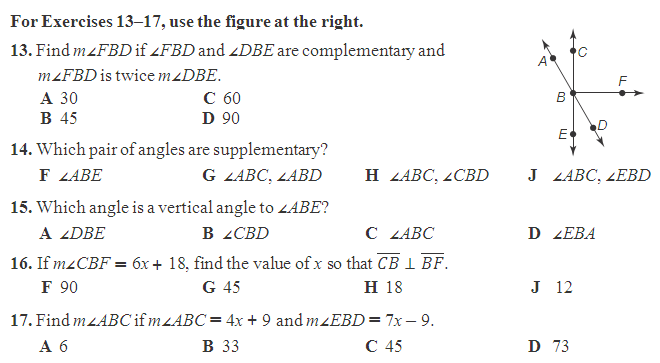 For Exercises 13–17, use the figure at the right.
13. Find m∠FBD if ∠FBD and ∠DBE are complementary and
m∠FBD is twice m∠DBE.
A 30 C 60
B 45 D 90
A
C
F
B
E
D
14. Which pair of angles are supplementary?
F ∠ABE G ∠ABC, ∠ABD H ∠ABC, ∠CBD J ∠ABC, ∠EBD
15. Which angle is a vertical angle to ∠ABE?
A ∠DBE B ∠CBD C ∠ABC D ∠EBA
16. If m∠CBF = 6x + 18, find the value of x so that C̅B̅ ⊥ B̅F̅.
F 90 G 45 H 18 J 12
17. Find m∠ABC if m∠ABC = 4x + 9 and m∠EBD = 7x – 9.
A 6 B 33 C 45 D 73